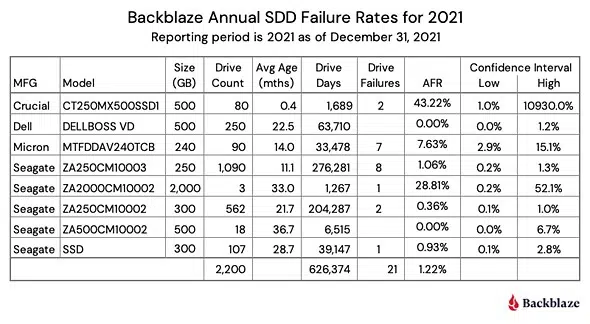 Backblaze Annual SDD Failure Rates for 2021
Reporting period is 2021 as of December 31, 2021
Size Drive Avg Age Drive Drive Confidence Interval
MFG Model (GB) Count (mths) Days Failures AFR Low High
Crucial CT250MX500SSD1 500 80 0.4 1,689 2 43.22% 1.0% 10930.0%
Dell DELLBOSS VD 500 250 22.5 63,710 0.00% 0.0% 1.2%
Micron MTFDDAV240TCB 240 90 14.0 33,478 7 7.63% 2.9% 15.1%
Seagate ZA250CM10003 250 1,090 11.1 276,281 8 1.06% 0.2% 1.3%
Seagate ZA2000CM10002 2,000 3 33.0 1,267 1 28.81% 0.2% 52.1%
Seagate ZA250CM10002 300 562 21.7 204,287 2 0.36% 0.1% 1.0%
Seagate ZA500CM10002 500 18 36.7 6,515 0.00% 0.0% 6.7%
Seagate SSD 300 107 28.7 39,147 1 0.93% 0.1% 2.8%
2,200 626,374 21 1.22%
Backblaze